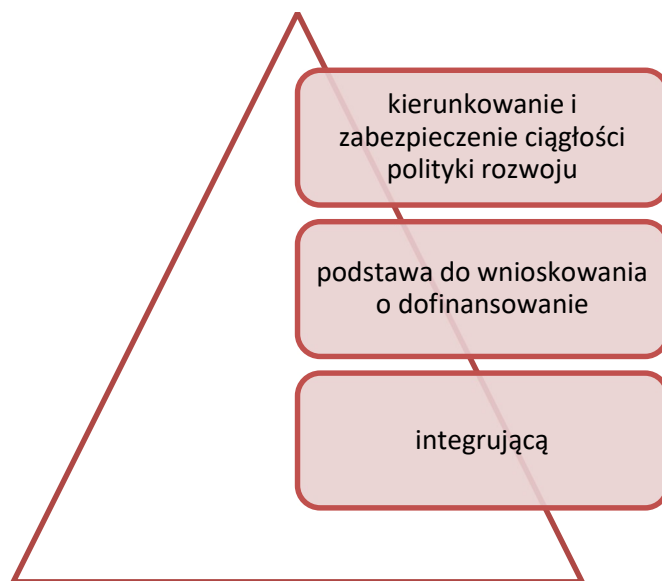 kierunkowanie i
zabezpieczenie ciągłości
polityki rozwoju
podstawa do wnioskowania
o dofinansowanie
integrującą